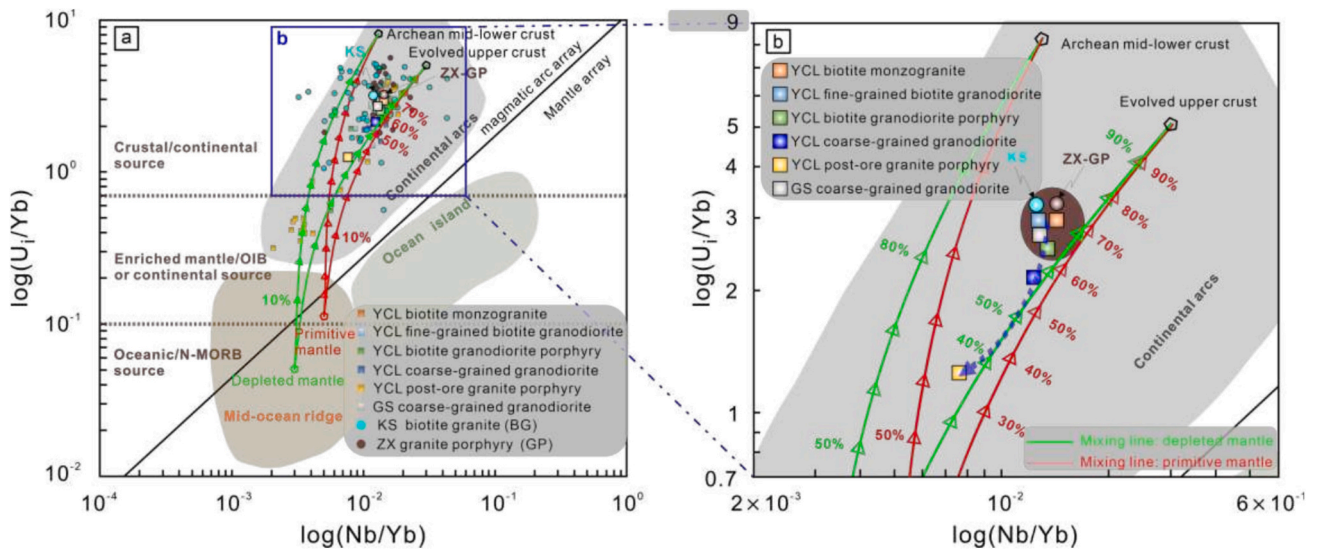 a
b
KS
Archean mid-lower crust
Evolved upper crust
ZX-GP
70%
60%
50%
magmatic arc array
Mantle array
Crustal/continental
source
Continental arcs
Ocean island
10%
Enriched mantle/OIB
or continental source
10%
Primitive
mantle
Oceanic/N-MORB
source
Depleted mantle
Mid-ocean ridge
YCL biotite monzogranite
YCL fine-grained biotite granodiorite
YCL biotite granodiorite porphyry
YCL coarse-grained granodiorite
YCL post-ore granite porphyry
GS coarse-grained granodiorite
KS biotite granite (BG)
ZX granite porphyry (GP)
10^1
10^0
10^-1
10^-2
log(Ui/Yb)
10^-4
10^-3
10^-2
10^-1
10^0
log(Nb/Yb)
b
Archean mid-lower crust
YCL biotite monzogranite
YCL fine-grained biotite granodiorite
YCL biotite granodiorite porphyry
YCL coarse-grained granodiorite
YCL post-ore granite porphyry
GS coarse-grained granodiorite
Evolved upper crust
KS
ZX-GP
90%
90%
80%
80%
70%
60%
50%
50%
40%
40%
30%
50%
50%
Continental arcs
Mixing line: depleted mantle
Mixing line: primitive mantle
9
5
4
3
2
1
0.7
log(Ui/Yb)
2×10^-3
10^-2
6×10^-1
log(Nb/Yb)